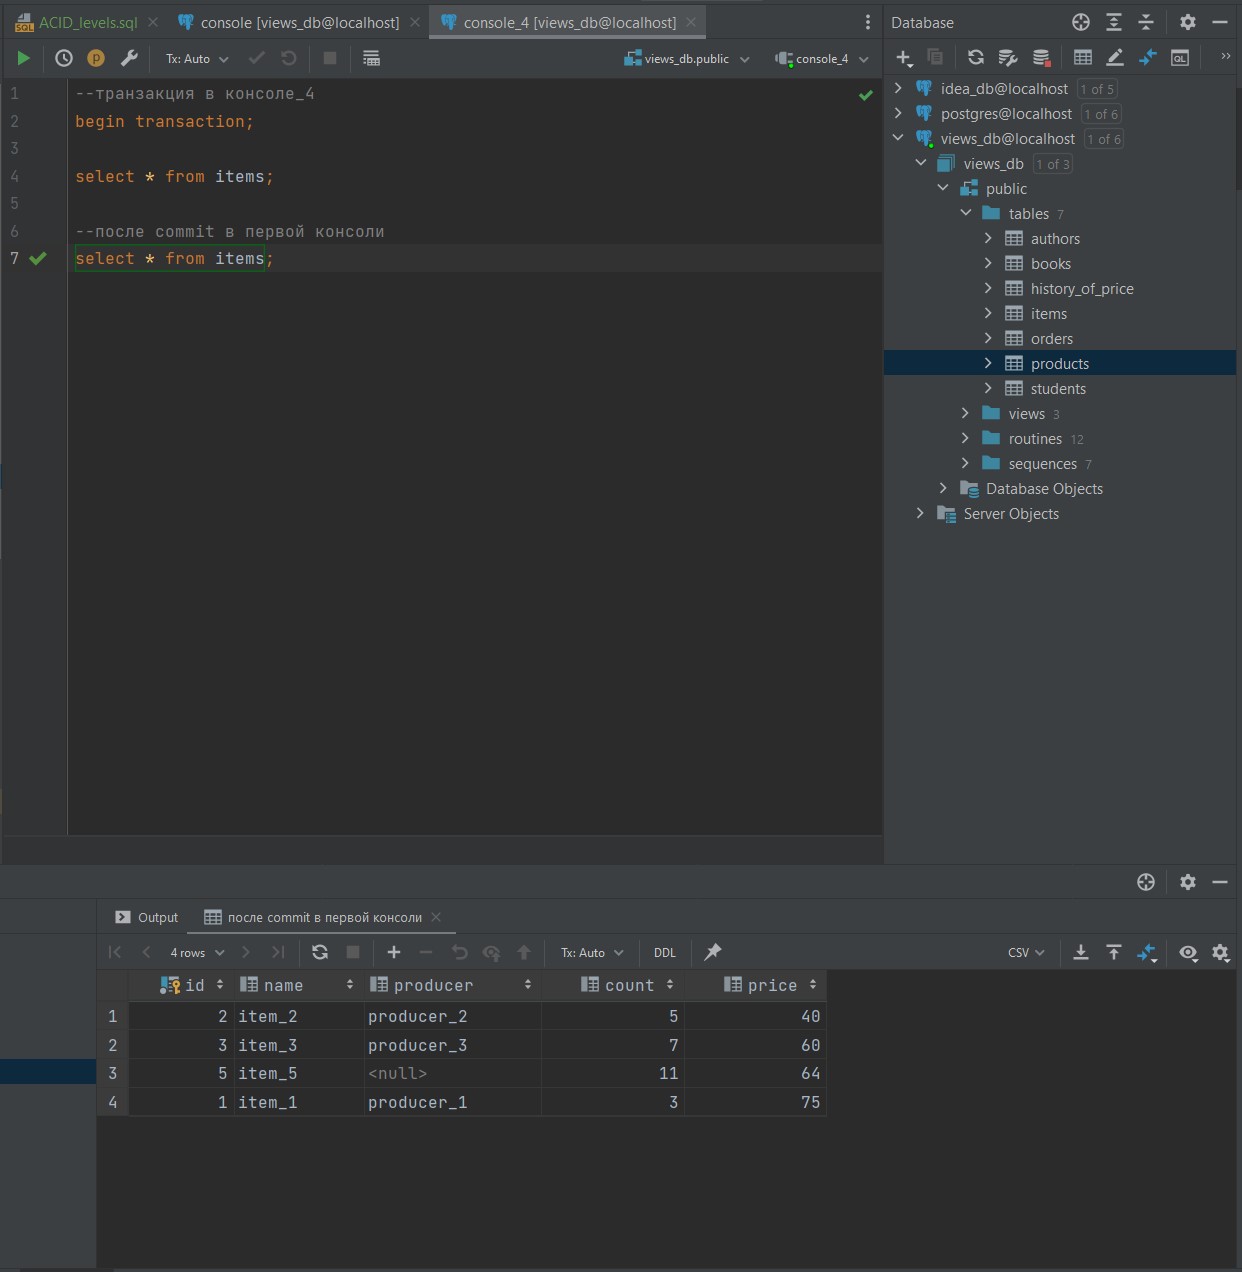 ACID_levels.sql
console [views_db@localhost]
console_4 [views_db@localhost]
Database
Tx: Auto
views_db.public
console_4
1 --транзакция в консоле_4
2 begin transaction;
3
4 select * from items;
5
6 --после commit в первой консоли
7 select * from items;
idea_db@localhost 1 of 5
postgres@localhost 1 of 6
views_db@localhost 1 of 6
views_db 1 of 3
public
tables 7
authors
books
history_of_price
items
orders
products
students
views 3
routines 12
sequences 7
Database Objects
Server Objects
Output
после commit в первой консоли
4 rows
Tx: Auto
DDL
CSV
id name producer count price
1 2 item_2 producer_2 5 40
2 3 item_3 producer_3 7 60
3 5 item_5 <null> 11 64
4 1 item_1 producer_1 3 75